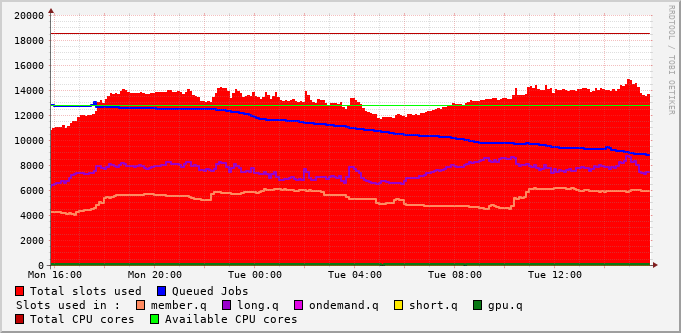 RRDTOOL / TOBI OETIKER
20000
18000
16000
14000
12000
10000
8000
6000
4000
2000
0
Mon 16:00 Mon 20:00 Tue 00:00 Tue 04:00 Tue 08:00 Tue 12:00
Total slots used Queued Jobs
Slots used in : member.q long.q ondemand.q short.q gpu.q
Total CPU cores Available CPU cores